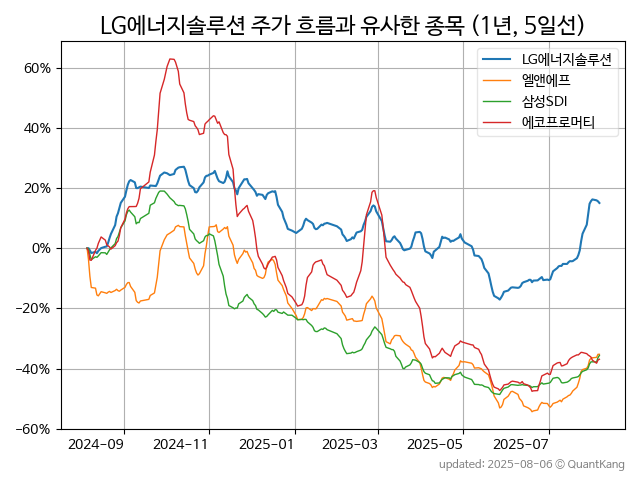 LG에너지솔루션 주가 흐름과 유사한 종목 (1년, 5일선)
LG에너지솔루션
엘앤에프
삼성SDI
에코프로머티
60%
40%
20%
0%
−20%
−40%
−60%
2024-09
2024-11
2025-01
2025-03
2025-05
2025-07
updated: 2025-08-06 © QuantKang